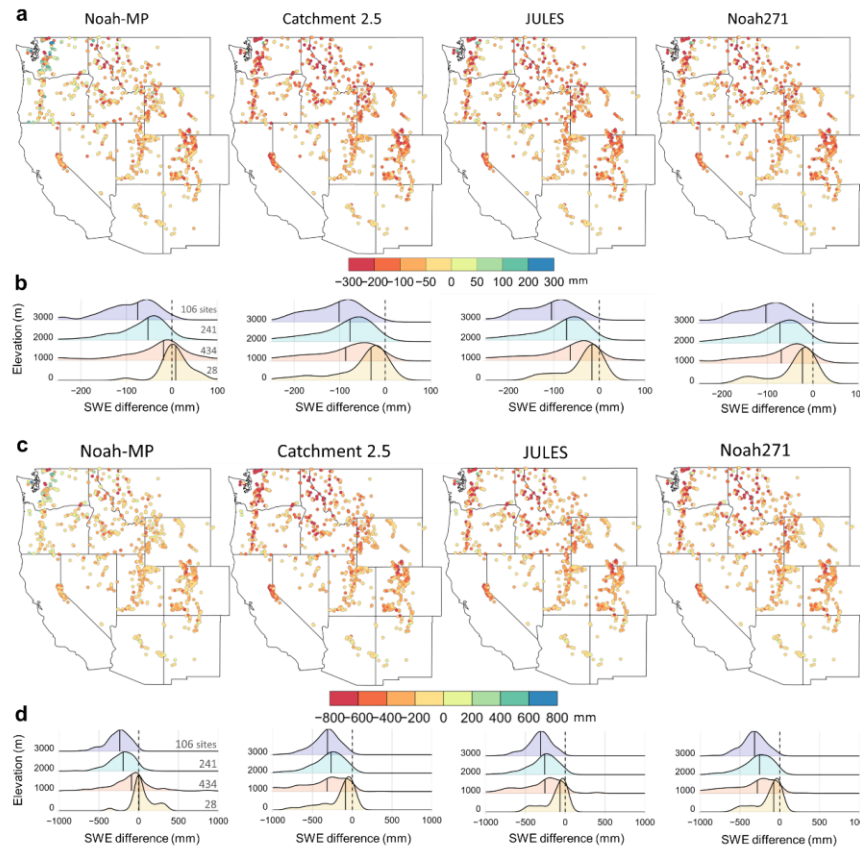 a
Noah-MP Catchment 2.5 JULES Noah271
−300−200−100 −50 0 50 100 200 300 mm
b
Elevation (m)
3000 106 sites 3000 3000 3000
2000 241 2000 2000 2000
1000 434 1000 1000 1000
0 28 0 0 0
−200 −100 0 100 −200 −100 0 100 −200 −100 0 100 −200 −100 0 100
SWE difference (mm) SWE difference (mm) SWE difference (mm) SWE difference (mm)
c
Noah-MP Catchment 2.5 JULES Noah271
−800−600−400−200 0 200 400 600 800 mm
d
Elevation (m)
3000 106 sites 3000 3000 3000
2000 241 2000 2000 2000
1000 434 1000 1000 1000
0 28 0 0 0
−1000 −500 0 500 1000 −500 0 500 1000 −500 0 500 1000 −500 0 500 1000
SWE difference (mm) SWE difference (mm) SWE difference (mm) SWE difference (mm)